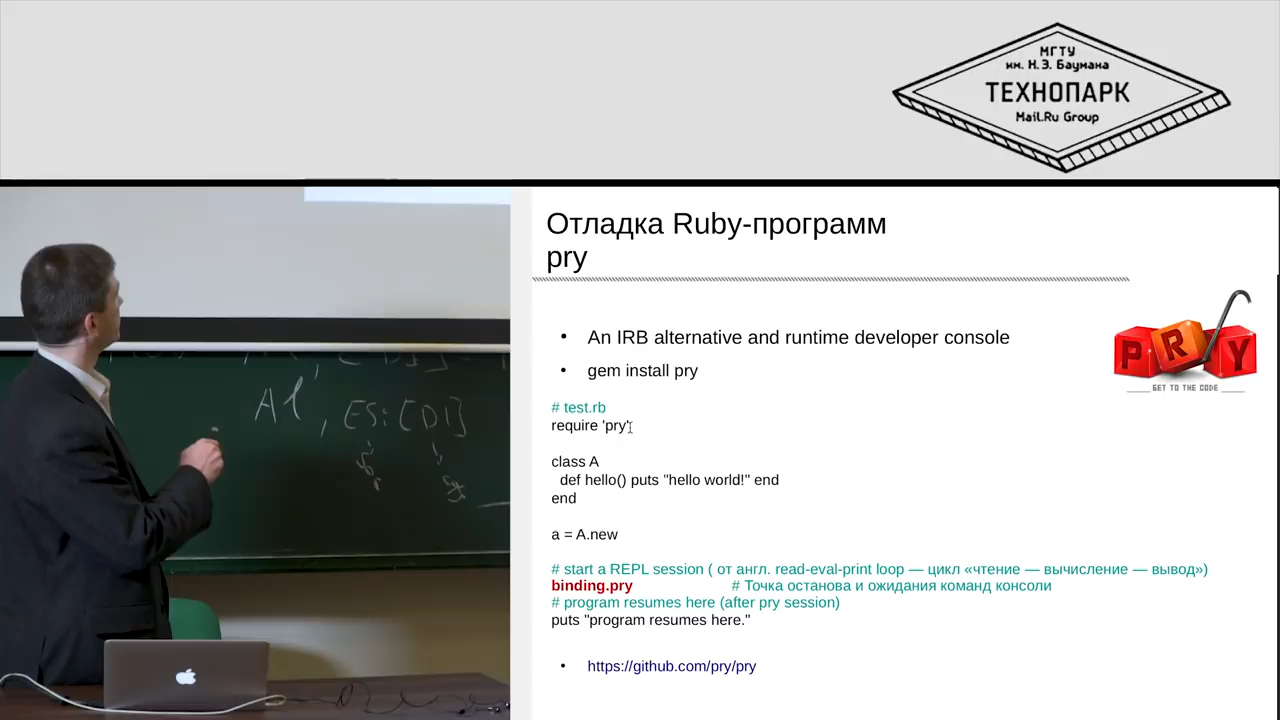 МГТУ
им. Н.Э. Баумана
ТЕХНОПАРК
Mail.Ru Group
Отладка Ruby-программ
pry
• An IRB alternative and runtime developer console
• gem install pry
PRY
GET TO THE CODE
# test.rb
require 'pry';
class A
def hello() puts "hello world!" end
end
a = A.new
# start a REPL session ( от англ. read-eval-print loop — цикл «чтение — вычисление — вывод»)
binding.pry # Точка останова и ожидания команд консоли
# program resumes here (after pry session)
puts "program resumes here."
• https://github.com/pry/pry
Al, ES:[DI]